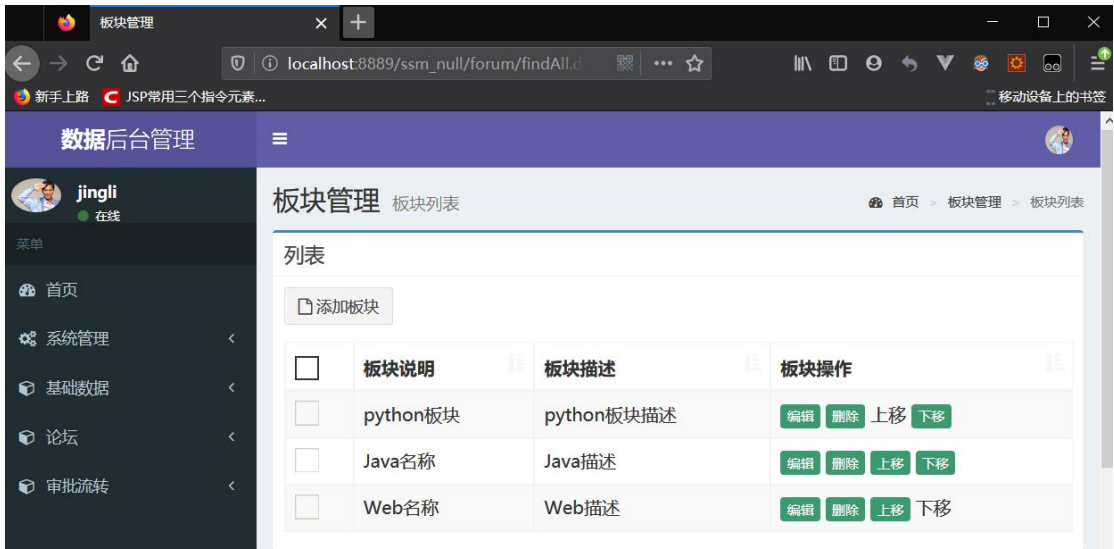 板块管理
localhost:8889/ssm_null/forum/findAll.d
新手上路 JSP常用三个指令元素... 移动设备上的书签
数据后台管理
jingli
在线
菜单
首页
系统管理
基础数据
论坛
审批流转
板块管理 板块列表
首页 > 板块管理 > 板块列表
列表
添加板块
板块说明 板块描述 板块操作
python板块 python板块描述 编辑 删除 上移 下移
Java名称 Java描述 编辑 删除 上移 下移
Web名称 Web描述 编辑 删除 上移 下移